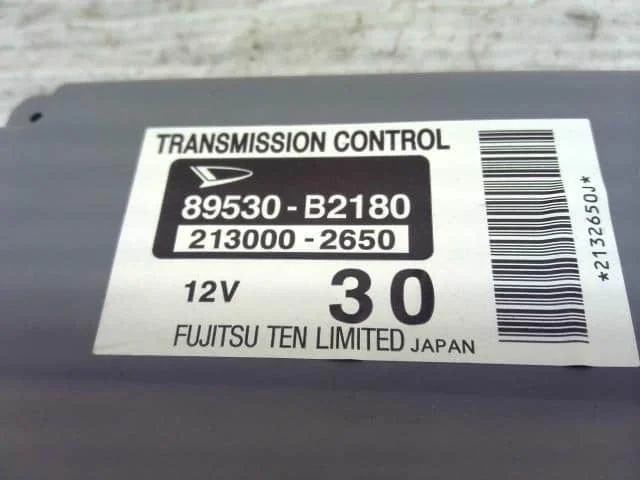 TRANSMISSION CONTROL
89530-B2180
213000-2650
12V 30
FUJITSU TEN LIMITED JAPAN
*2132650J*